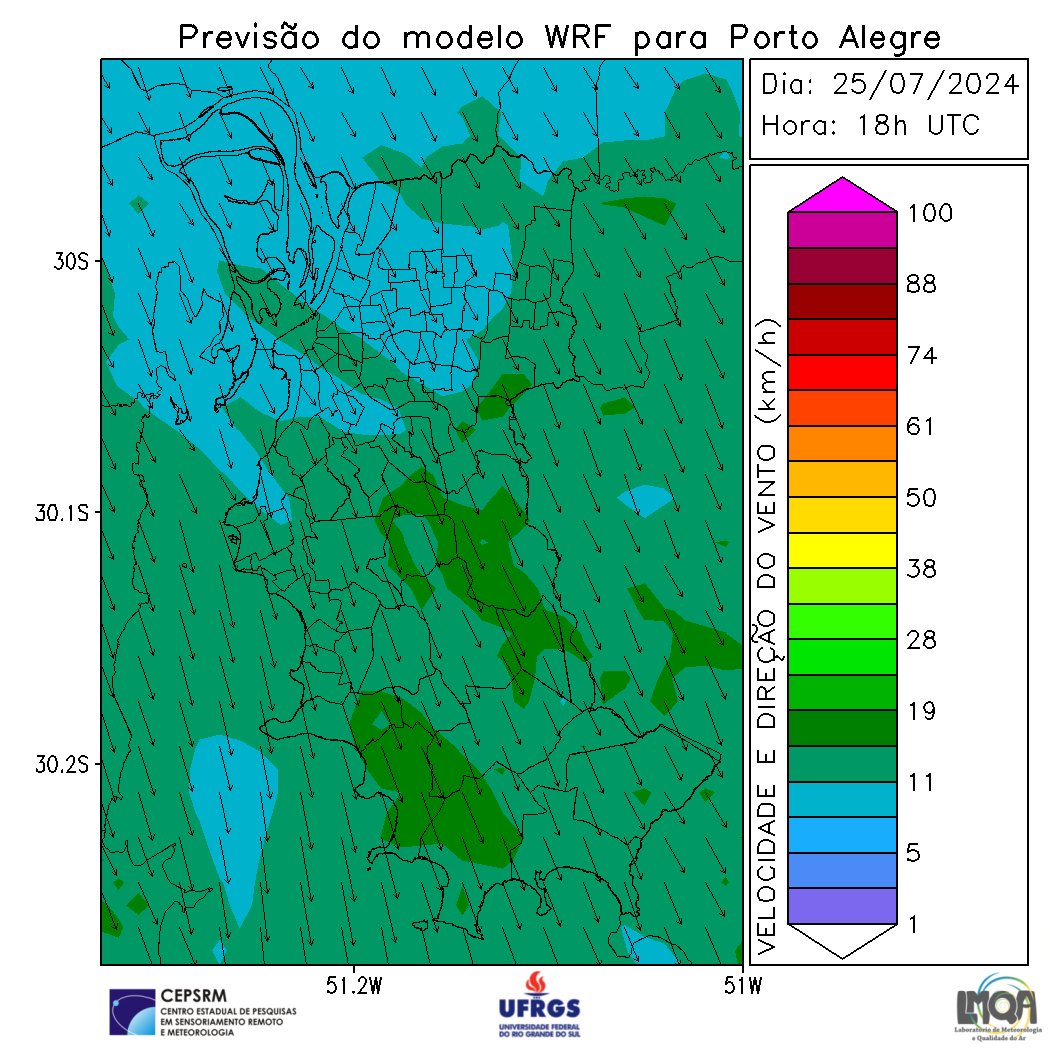 Previsão do modelo WRF para Porto Alegre
Dia: 25/07/2024
Hora: 18h UTC
30S
30.1S
30.2S
51.2W
51W
VELOCIDADE E DIREÇÃO DO VENTO (km/h)
100
88
74
61
50
38
28
19
11
5
1
CEPSRM
CENTRO ESTADUAL DE PESQUISAS
EM SENSORIAMENTO REMOTO
E METEOROLOGIA
UFRGS
UNIVERSIDADE FEDERAL
DO RIO GRANDE DO SUL
LMQA
Laboratório de Meteorologia
e Qualidade do Ar